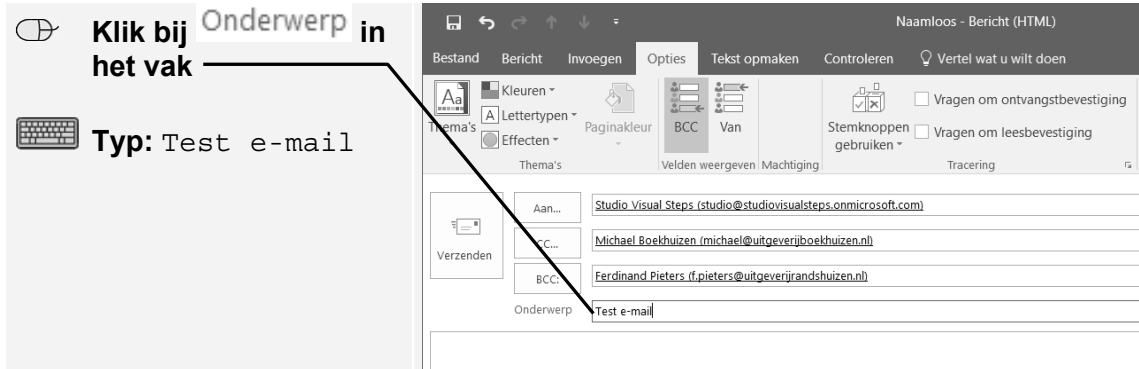 Klik bij Onderwerp in
het vak
Typ: Test e-mail
Naamloos - Bericht (HTML)
Bestand Bericht Invoegen Opties Tekst opmaken Controleren Vertel wat u wilt doen
Aa
Thema's
Kleuren
A Lettertypen
Effecten
Paginakleur
BCC
Van
Stemknoppen
gebruiken
Vragen om ontvangstbevestiging
Vragen om leesbevestiging
Thema's Velden weergeven Machtiging Tracering
Verzenden
Aan... Studio Visual Steps (studio@studiovisualsteps.onmicrosoft.com)
CC... Michael Boekhuizen (michael@uitgeverijboekhuizen.nl)
BCC: Ferdinand Pieters (f.pieters@uitgeverijrandshuizen.nl)
Onderwerp Test e-mail